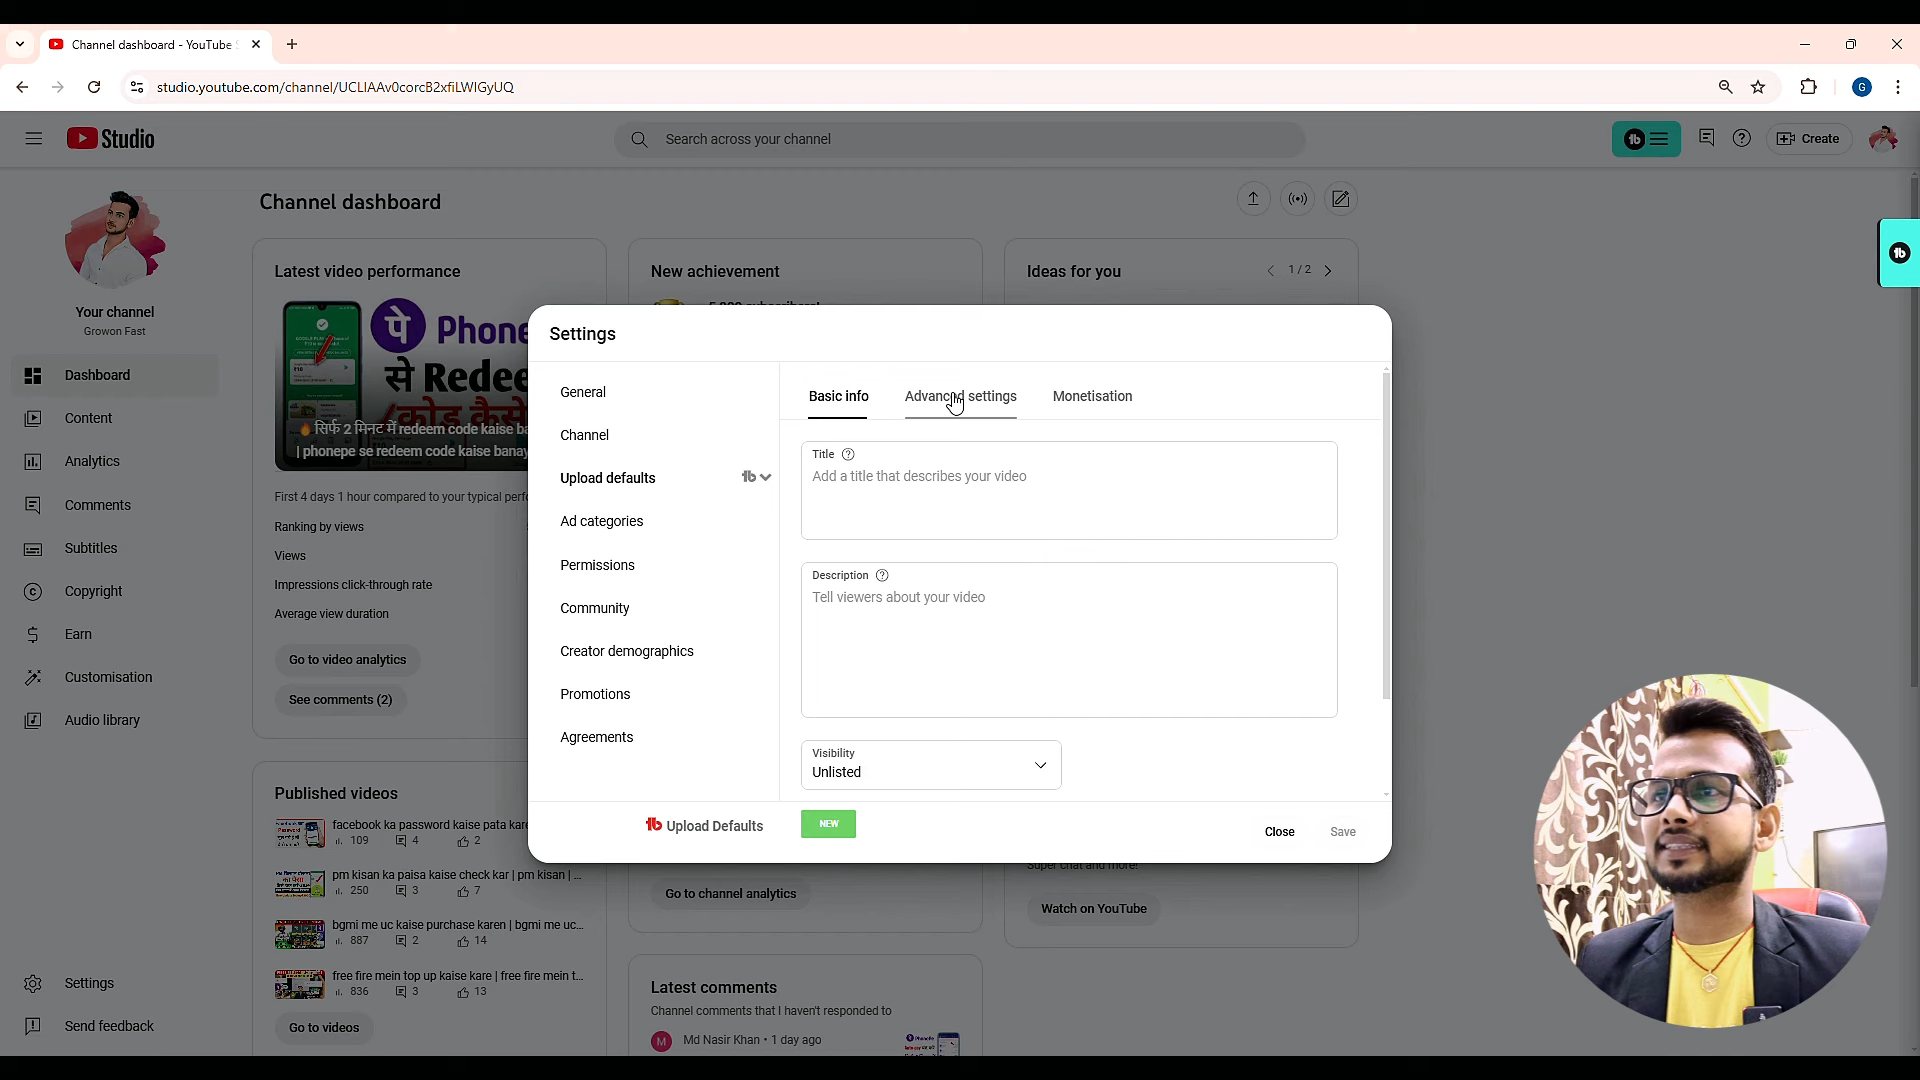 Channel dashboard - YouTube
studio.youtube.com/channel/UCLIAAv0corcB2xfiLWIGyUQ
G
Studio
Search across your channel
Create
Your channel
Growon Fast
Dashboard
Content
Analytics
Comments
Subtitles
Copyright
Earn
Customisation
Audio library
Settings
Send feedback
Channel dashboard
Latest video performance
पे Phone
से Redee
🔥 सिर्फ 2 मिनट में redeem code kaise ba
| phonepe se redeem code kaise banay
First 4 days 1 hour compared to your typical perfo
Ranking by views
Views
Impressions click-through rate
Average view duration
Go to video analytics
See comments (2)
Published videos
facebook ka password kaise pata kare
109 4 2
pm kisan ka paisa kaise check kar | pm kisan | ...
250 3 7
bgmi me uc kaise purchase karen | bgmi me uc...
887 2 14
free fire mein top up kaise kare | free fire mein t...
836 3 13
Go to videos
New achievement
Go to channel analytics
Latest comments
Channel comments that I haven't responded to
M Md Nasir Khan • 1 day ago
Ideas for you
1 / 2
Super chat and more!
Watch on YouTube
Settings
General
Channel
Upload defaults
Ad categories
Permissions
Community
Creator demographics
Promotions
Agreements
Basic info Advanced settings Monetisation
Title
Add a title that describes your video
Description
Tell viewers about your video
Visibility
Unlisted
Upload Defaults NEW
Close Save